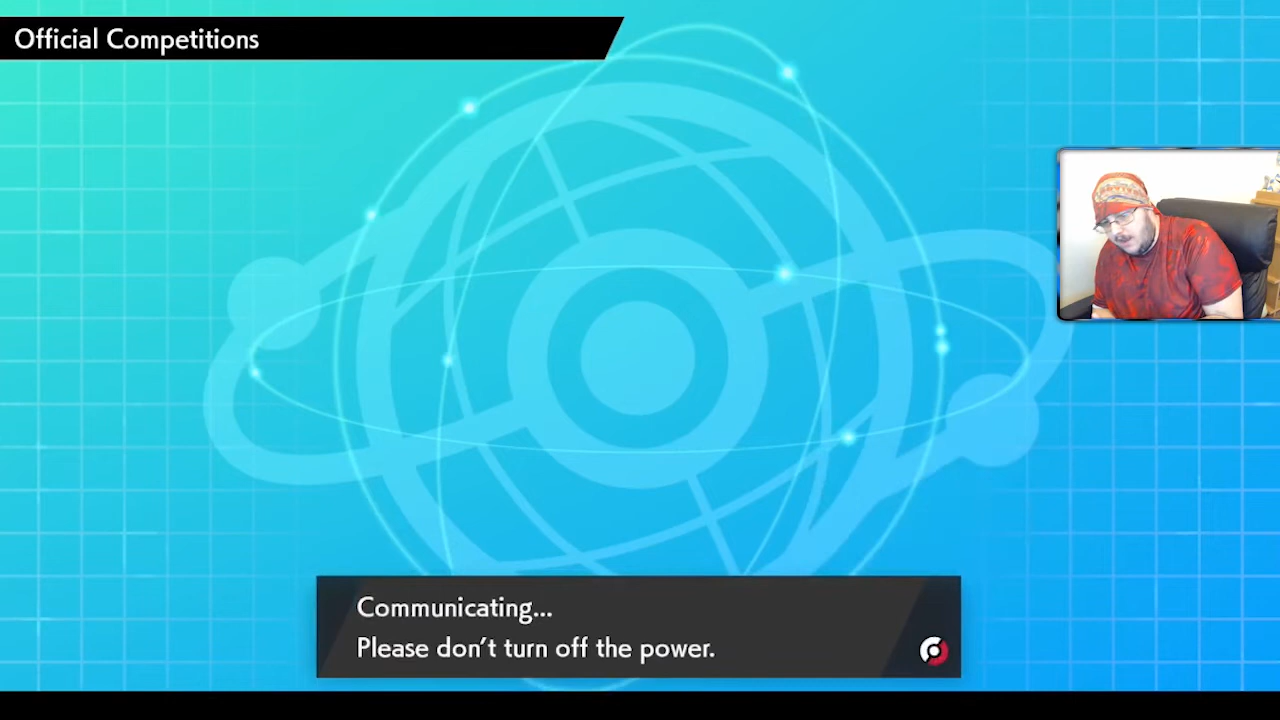 Official Competitions
Communicating...
Please don't turn off the power.